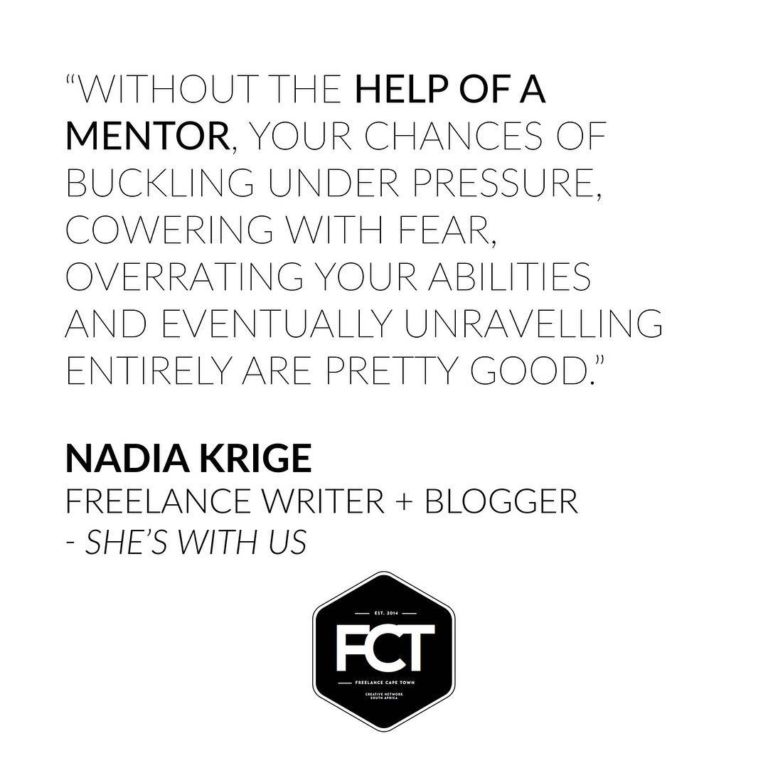 “WITHOUT THE HELP OF A
MENTOR, YOUR CHANCES OF
BUCKLING UNDER PRESSURE,
COWERING WITH FEAR,
OVERRATING YOUR ABILITIES
AND EVENTUALLY UNRAVELLING
ENTIRELY ARE PRETTY GOOD.”
NADIA KRIGE
FREELANCE WRITER + BLOGGER
- SHE’S WITH US
EST. 2014
FCT
FREELANCE CAPE TOWN
CREATIVE NETWORK
SOUTH AFRICA